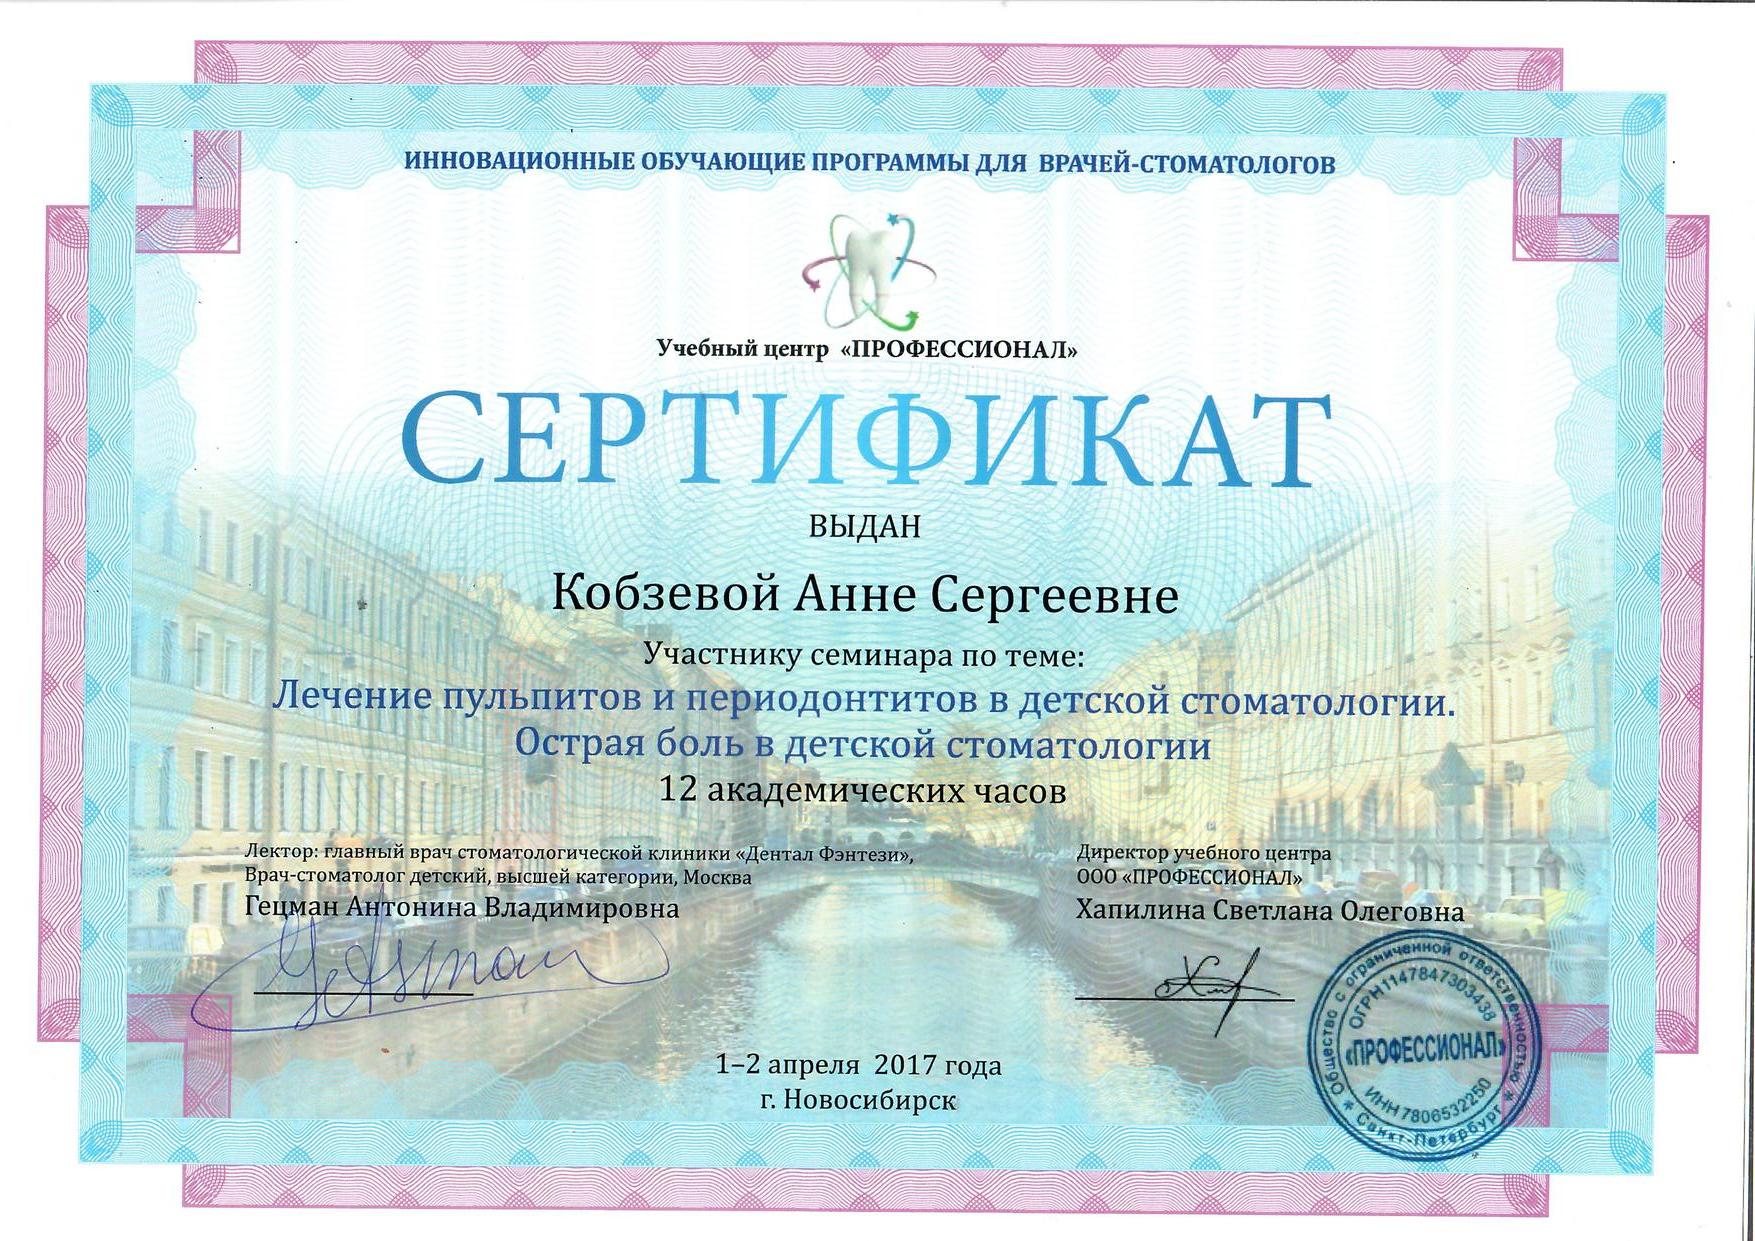 ИННОВАЦИОННЫЕ ОБУЧАЮЩИЕ ПРОГРАММЫ ДЛЯ ВРАЧЕЙ-СТОМАТОЛОГОВ
Учебный центр «ПРОФЕССИОНАЛ»
СЕРТИФИКАТ
ВЫДАН
Кобзевой Анне Сергеевне
Участнику семинара по теме:
Лечение пульпитов и периодонтитов в детской стоматологии.
Острая боль в детской стоматологии
12 академических часов
Лектор: главный врач стоматологической клиники «Дентал Фэнтези»,
Врач-стоматолог детский, высшей категории, Москва
Гецман Антонина Владимировна
Директор учебного центра
ООО «ПРОФЕССИОНАЛ»
Хапилина Светлана Олеговна
Общество с ограниченной ответственностью
ОГРН 1147847303438
«ПРОФЕССИОНАЛ»
ИНН 7806532250
Санкт-Петербург
1–2 апреля 2017 года
г. Новосибирск